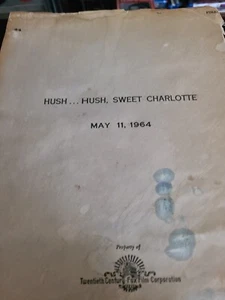 HUSH... HUSH, SWEET CHARLOTTE
MAY 11, 1964
Property of
Twentieth Century-Fox Film Corporation